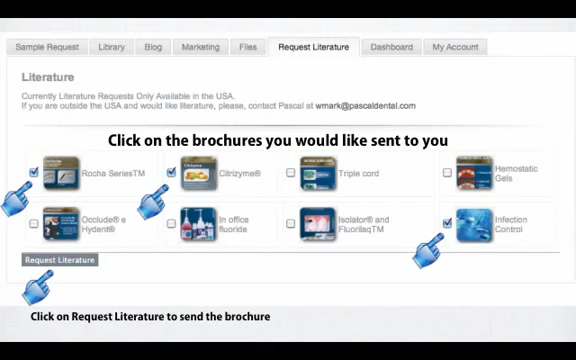 Sample Request Library Blog Marketing Files Request Literature Dashboard My Account
Literature
Currently Literature Requests Only Available in the USA.
If you are outside the USA and would like literature, please, contact Pascal at wmark@pascaldental.com
Click on the brochures you would like sent to you
Rocha SeriesTM
Citrizyme®
Triple cord
Hemostatic
Gels
Occlude® e
Hydent®
In office
fluoride
Isolator® and
FluorilaqTM
Infection
Control
Request Literature
Click on Request Literature to send the brochure